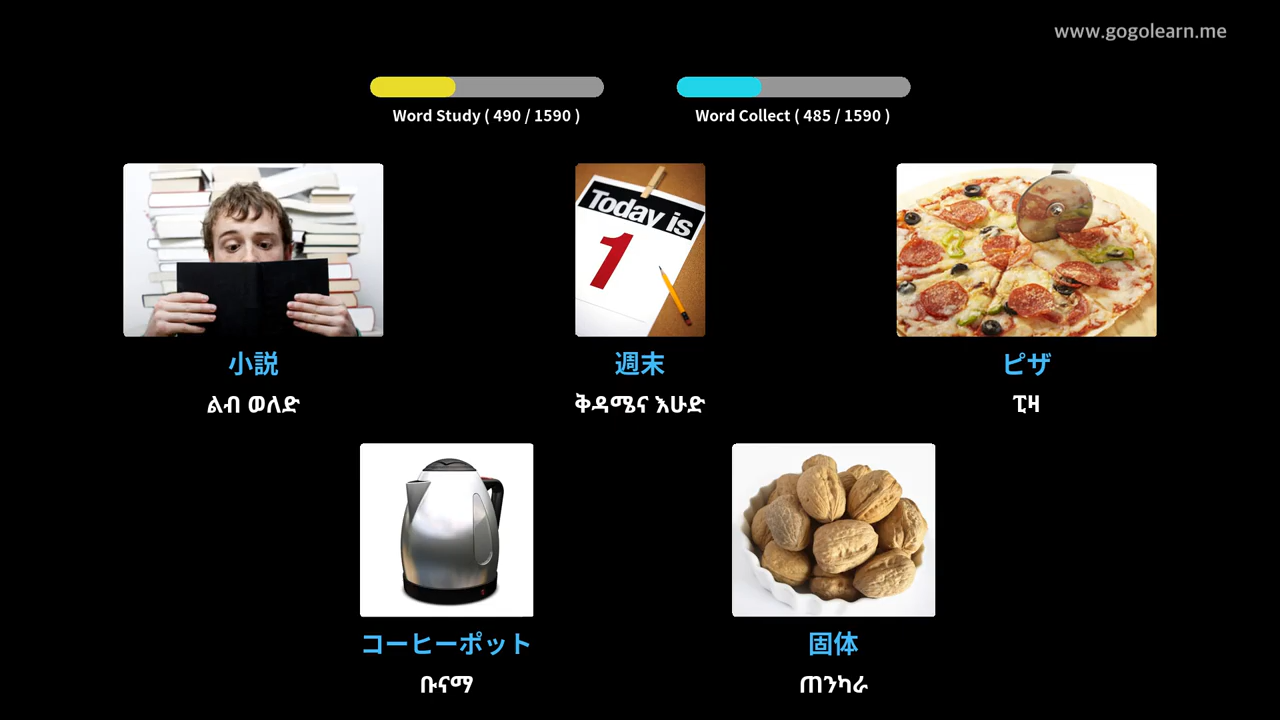 www.gogolearn.me
Word Study ( 490 / 1590 )
Word Collect ( 485 / 1590 )
Today is
1
小説
ልብ ወለድ
週末
ቅዳሜና እሁድ
ピザ
ፒዛ
コーヒーポット
ቡናማ
固体
ጠንካራ